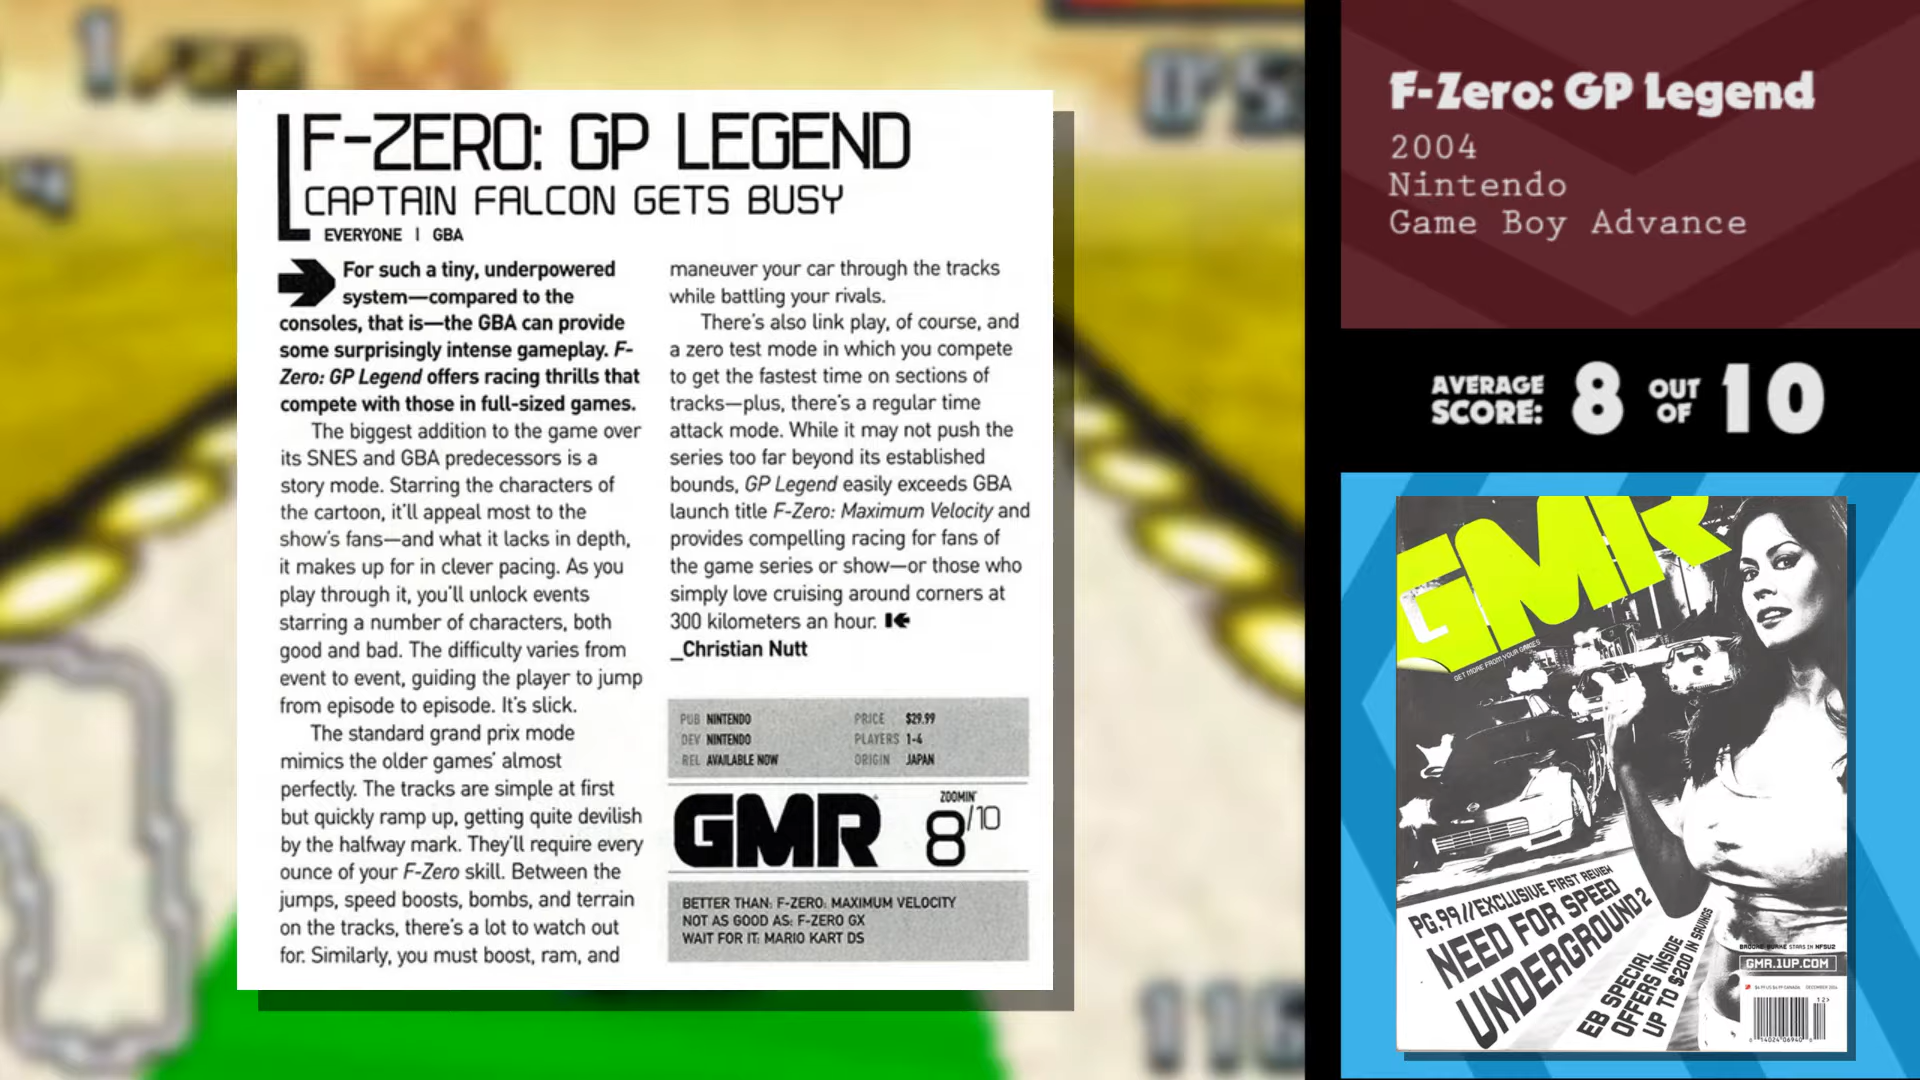 F-ZERO: GP LEGEND
CAPTAIN FALCON GETS BUSY
EVERYONE | GBA
For such a tiny, underpowered
system—compared to the
consoles, that is—the GBA can provide
some surprisingly intense gameplay. F-
Zero: GP Legend offers racing thrills that
compete with those in full-sized games.
The biggest addition to the game over
its SNES and GBA predecessors is a
story mode. Starring the characters of
the cartoon, it'll appeal most to the
show's fans—and what it lacks in depth,
it makes up for in clever pacing. As you
play through it, you'll unlock events
starring a number of characters, both
good and bad. The difficulty varies from
event to event, guiding the player to jump
from episode to episode. It's slick.
The standard grand prix mode
mimics the older games' almost
perfectly. The tracks are simple at first
but quickly ramp up, getting quite devilish
by the halfway mark. They'll require every
ounce of your F-Zero skill. Between the
jumps, speed boosts, bombs, and terrain
on the tracks, there's a lot to watch out
for. Similarly, you must boost, ram, and
maneuver your car through the tracks
while battling your rivals.
There's also link play, of course, and
a zero test mode in which you compete
to get the fastest time on sections of
tracks—plus, there's a regular time
attack mode. While it may not push the
series too far beyond its established
bounds, GP Legend easily exceeds GBA
launch title F-Zero: Maximum Velocity and
provides compelling racing for fans of
the game series or show—or those who
simply love cruising around corners at
300 kilometers an hour.
_Christian Nutt
PUB NINTENDO PRICE $29.99
DEV NINTENDO PLAYERS 1-4
REL AVAILABLE NOW ORIGIN JAPAN
GMR ZOOMIN' 8/10
BETTER THAN: F-ZERO: MAXIMUM VELOCITY
NOT AS GOOD AS: F-ZERO GX
WAIT FOR IT: MARIO KART DS
F-Zero: GP Legend
2004
Nintendo
Game Boy Advance
AVERAGE SCORE: 8 OUT OF 10
GMR
GET MORE FROM YOUR GAMES
PG.99//EXCLUSIVE FIRST REVIEW
NEED FOR SPEED
UNDERGROUND 2
EB SPECIAL
OFFERS INSIDE
UP TO $200 IN SAVINGS
BROOKE BURKE STARS IN NFSU2
GMR.1UP.COM